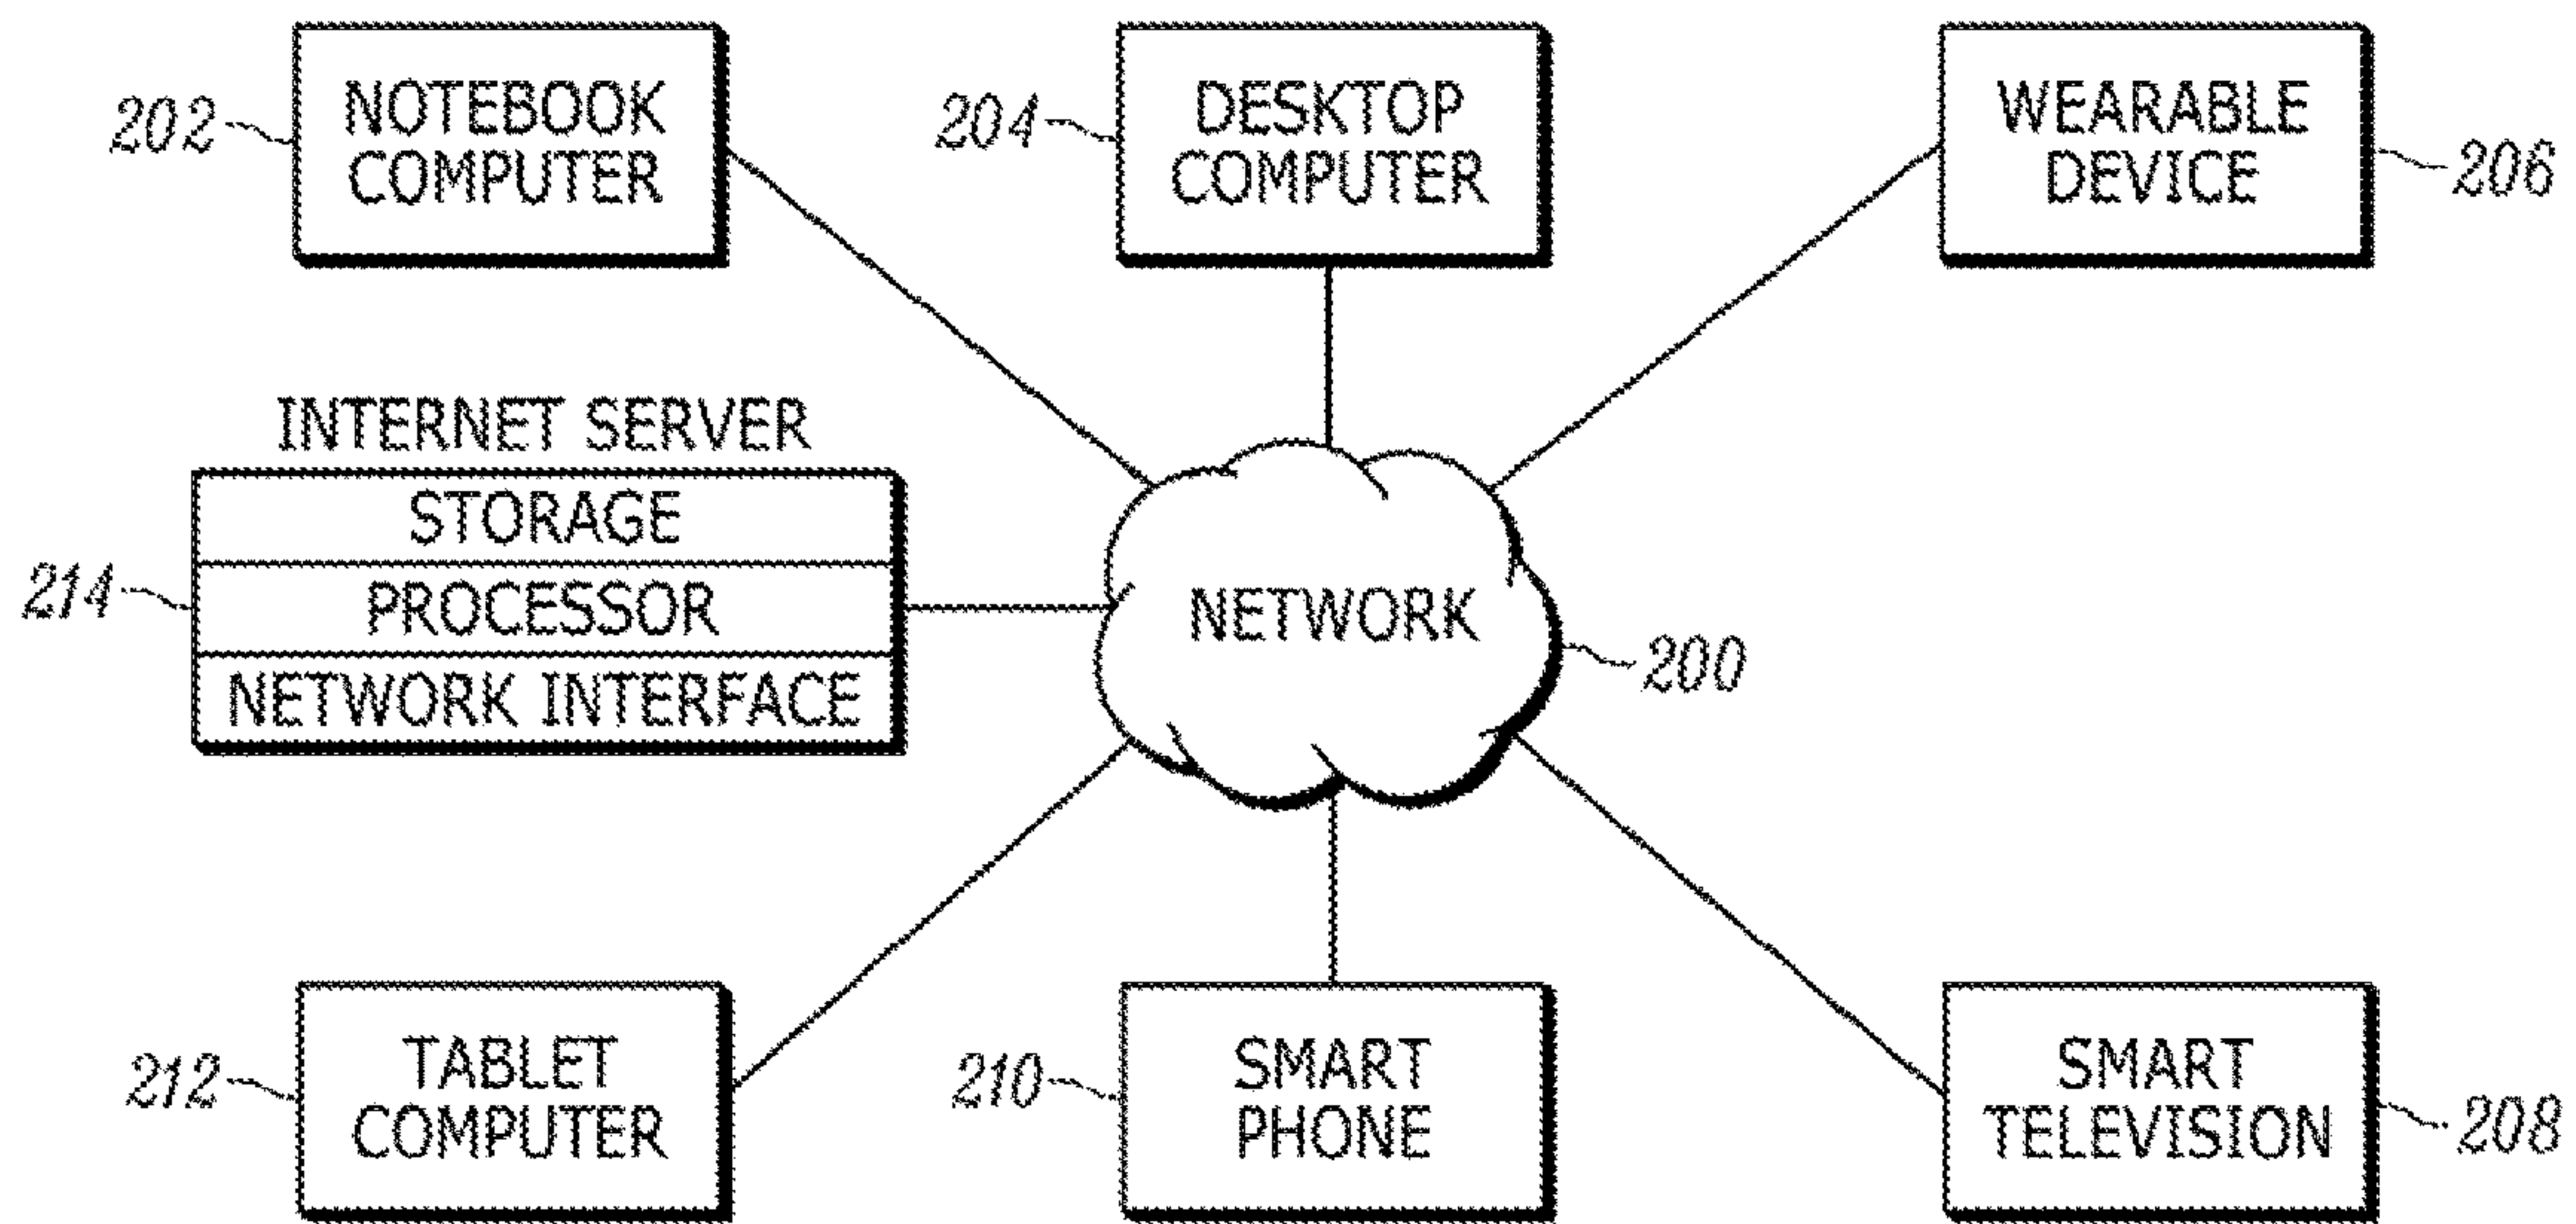 202
NOTEBOOK
COMPUTER
204
DESKTOP
COMPUTER
WEARABLE
DEVICE
206
INTERNET SERVER
214
STORAGE
PROCESSOR
NETWORK INTERFACE
NETWORK
200
212
TABLET
COMPUTER
210
SMART
PHONE
SMART
TELEVISION
208